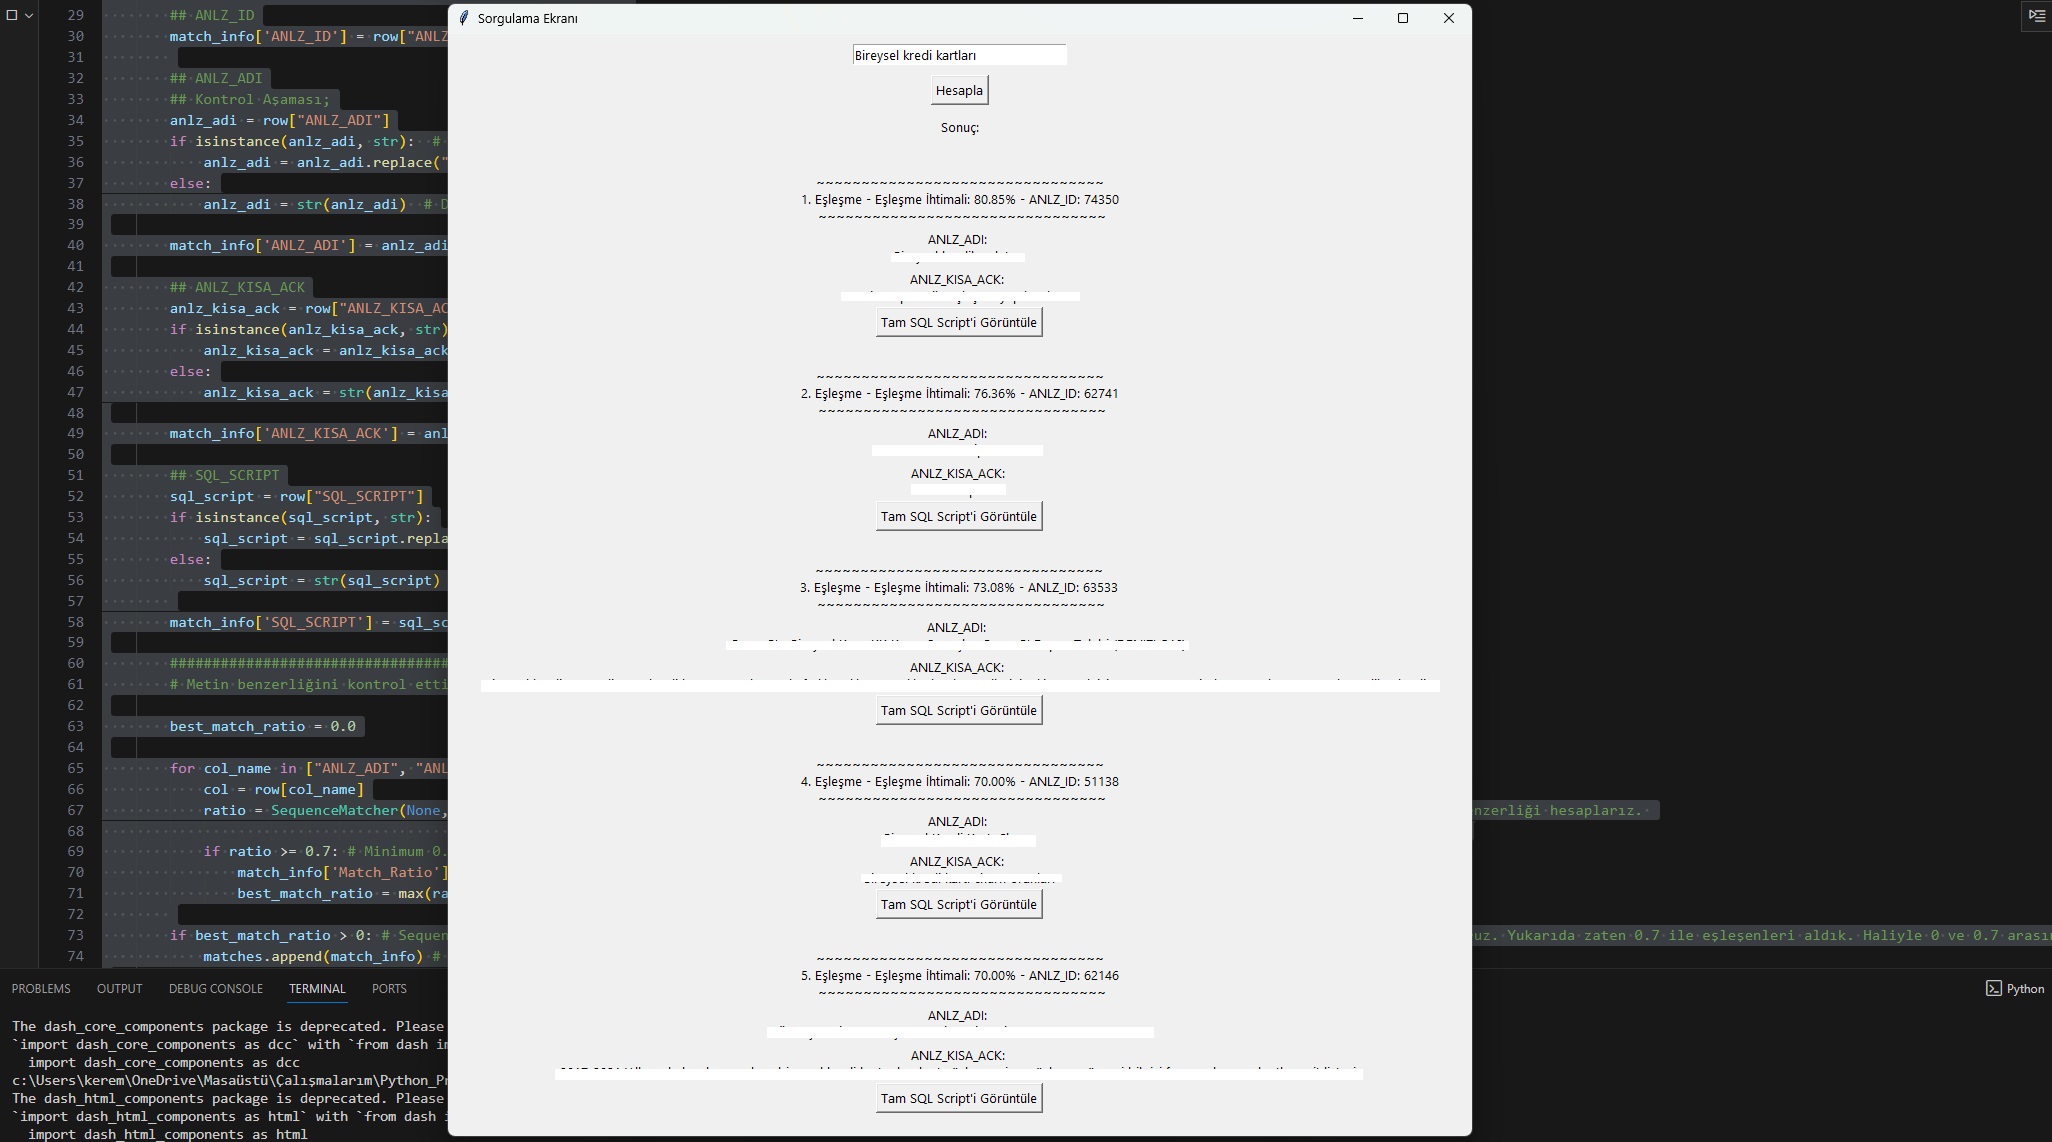 29 ## ANLZ_ID
30 match_info['ANLZ_ID'] = row["ANLZ
31
32 ## ANLZ_ADI
33 ## Kontrol Aşaması;
34 anlz_adi = row["ANLZ_ADI"]
35 if isinstance(anlz_adi, str): #
36 anlz_adi = anlz_adi.replace("
37 else:
38 anlz_adi = str(anlz_adi) # D
39
40 match_info['ANLZ_ADI'] = anlz_adi
41
42 ## ANLZ_KISA_ACK
43 anlz_kisa_ack = row["ANLZ_KISA_AC
44 if isinstance(anlz_kisa_ack, str)
45 anlz_kisa_ack = anlz_kisa_ack
46 else:
47 anlz_kisa_ack = str(anlz_kisa
48
49 match_info['ANLZ_KISA_ACK'] = anl
50
51 ## SQL_SCRIPT
52 sql_script = row["SQL_SCRIPT"]
53 if isinstance(sql_script, str):
54 sql_script = sql_script.repla
55 else:
56 sql_script = str(sql_script)
57
58 match_info['SQL_SCRIPT'] = sql_sc
59
60 #################################
61 # Metin benzerliğini kontrol etti
62
63 best_match_ratio = 0.0
64
65 for col_name in ["ANLZ_ADI", "ANL
66 col = row[col_name]
67 ratio = SequenceMatcher(None,
nzerliği hesaplarız.
68
69 if ratio >= 0.7: # Minimum 0.
70 match_info['Match_Ratio']
71 best_match_ratio = max(ra
72
73 if best_match_ratio > 0: # Sequen
uz. Yukarıda zaten 0.7 ile eşleşenleri aldık. Haliyle 0 ve 0.7 arasın
74 matches.append(match_info) #
PROBLEMS OUTPUT DEBUG CONSOLE TERMINAL PORTS
Python
The dash_core_components package is deprecated. Please
`import dash_core_components as dcc` with `from dash im
import dash_core_components as dcc
c:\Users\kerem\OneDrive\Masaüstü\Çalışmalarım\Python_Pr
The dash_html_components package is deprecated. Please
`import dash_html_components as html` with `from dash i
import dash_html_components as html
Sorgulama Ekranı
Bireysel kredi kartları
Hesapla
Sonuç:
~~~~~~~~~~~~~~~~~~~~~~~~~~~~~~~~
1. Eşleşme - Eşleşme İhtimali: 80.85% - ANLZ_ID: 74350
~~~~~~~~~~~~~~~~~~~~~~~~~~~~~~~~
ANLZ_ADI:
ANLZ_KISA_ACK:
Tam SQL Script'i Görüntüle
~~~~~~~~~~~~~~~~~~~~~~~~~~~~~~~~
2. Eşleşme - Eşleşme İhtimali: 76.36% - ANLZ_ID: 62741
~~~~~~~~~~~~~~~~~~~~~~~~~~~~~~~~
ANLZ_ADI:
ANLZ_KISA_ACK:
Tam SQL Script'i Görüntüle
~~~~~~~~~~~~~~~~~~~~~~~~~~~~~~~~
3. Eşleşme - Eşleşme İhtimali: 73.08% - ANLZ_ID: 63533
~~~~~~~~~~~~~~~~~~~~~~~~~~~~~~~~
ANLZ_ADI:
ANLZ_KISA_ACK:
Tam SQL Script'i Görüntüle
~~~~~~~~~~~~~~~~~~~~~~~~~~~~~~~~
4. Eşleşme - Eşleşme İhtimali: 70.00% - ANLZ_ID: 51138
~~~~~~~~~~~~~~~~~~~~~~~~~~~~~~~~
ANLZ_ADI:
ANLZ_KISA_ACK:
Tam SQL Script'i Görüntüle
~~~~~~~~~~~~~~~~~~~~~~~~~~~~~~~~
5. Eşleşme - Eşleşme İhtimali: 70.00% - ANLZ_ID: 62146
~~~~~~~~~~~~~~~~~~~~~~~~~~~~~~~~
ANLZ_ADI:
ANLZ_KISA_ACK:
Tam SQL Script'i Görüntüle